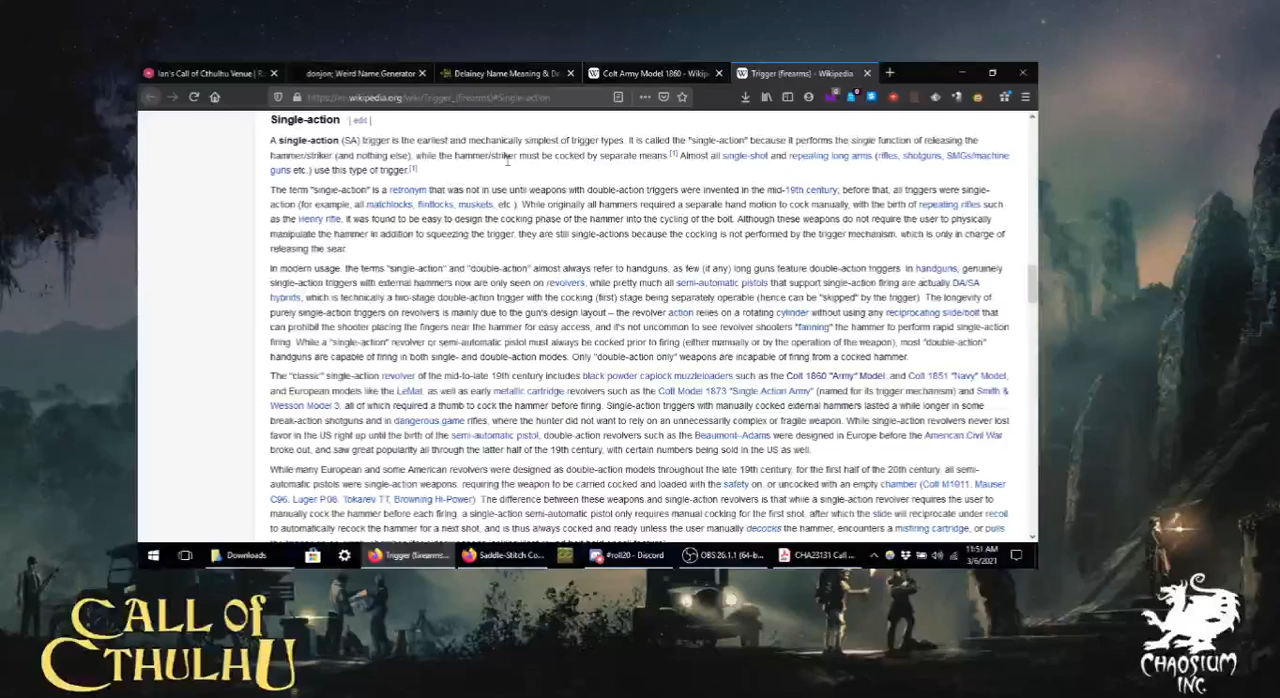 Ian's Call of Cthulhu Venue | R
donjon; Weird Name Generator
Delainey Name Meaning & De
Colt Army Model 1860 - Wikip
Trigger (firearms) - Wikipedia
https://en.wikipedia.org/wiki/Trigger_(firearms)#Single-action
Single-action [ edit ]
A single-action (SA) trigger is the earliest and mechanically simplest of trigger types. It is called the "single-action" because it performs the single function of releasing the
hammer/striker (and nothing else), while the hammer/striker must be cocked by separate means.[1] Almost all single-shot and repeating long arms (rifles, shotguns, SMGs/machine
guns etc.) use this type of trigger.[1]
The term "single-action" is a retronym that was not in use until weapons with double-action triggers were invented in the mid-19th century; before that, all triggers were single-
action (for example, all matchlocks, flintlocks, muskets, etc.). While originally all hammers required a separate hand motion to cock manually, with the birth of repeating rifles such
as the Henry rifle, it was found to be easy to design the cocking phase of the hammer into the cycling of the bolt. Although these weapons do not require the user to physically
manipulate the hammer in addition to squeezing the trigger, they are still single-actions because the cocking is not performed by the trigger mechanism, which is only in charge of
releasing the sear.
In modern usage, the terms "single-action" and "double-action" almost always refer to handguns, as few (if any) long guns feature double-action triggers. In handguns, genuinely
single-action triggers with external hammers now are only seen on revolvers, while pretty much all semi-automatic pistols that support single-action firing are actually DA/SA
hybrids, which is technically a two-stage double-action trigger with the cocking (first) stage being separately operable (hence can be "skipped" by the trigger). The longevity of
purely single-action triggers on revolvers is mainly due to the gun's design layout – the revolver action relies on a rotating cylinder without using any reciprocating slide/bolt that
can prohibit the shooter placing the fingers near the hammer for easy access, and it's not uncommon to see revolver shooters "fanning" the hammer to perform rapid single-action
firing. While a "single-action" revolver or semi-automatic pistol must always be cocked prior to firing (either manually or by the operation of the weapon), most "double-action"
handguns are capable of firing in both single- and double-action modes. Only "double-action only" weapons are incapable of firing from a cocked hammer.
The "classic" single-action revolver of the mid-to-late 19th century includes black powder caplock muzzleloaders such as the Colt 1860 "Army" Model, and Colt 1851 "Navy" Model,
and European models like the LeMat, as well as early metallic cartridge revolvers such as the Colt Model 1873 "Single Action Army" (named for its trigger mechanism) and Smith &
Wesson Model 3, all of which required a thumb to cock the hammer before firing. Single-action triggers with manually cocked external hammers lasted a while longer in some
break-action shotguns and in dangerous game rifles, where the hunter did not want to rely on an unnecessarily complex or fragile weapon. While single-action revolvers never lost
favor in the US right up until the birth of the semi-automatic pistol, double-action revolvers such as the Beaumont–Adams were designed in Europe before the American Civil War
broke out, and saw great popularity all through the latter half of the 19th century, with certain numbers being sold in the US as well.
While many European and some American revolvers were designed as double-action models throughout the late 19th century, for the first half of the 20th century, all semi-
automatic pistols were single-action weapons, requiring the weapon to be carried cocked and loaded with the safety on, or uncocked with an empty chamber (Colt M1911, Mauser
C96, Luger P.08, Tokarev TT, Browning Hi-Power). The difference between these weapons and single-action revolvers is that while a single-action revolver requires the user to
manually cock the hammer before each firing, a single-action semi-automatic pistol only requires manual cocking for the first shot, after which the slide will reciprocate under recoil
to automatically recock the hammer for a next shot, and is thus always cocked and ready unless the user manually decocks the hammer, encounters a misfiring cartridge, or pulls
Downloads
Trigger (firearms...
Saddle-Stitch Co...
#roll20 - Discord
OBS 26.1.1 (64-b...
CHA23131 Call ...
11:51 AM
3/6/2021
CALL OF
CTHULHU
CHAOSIUM
INC.